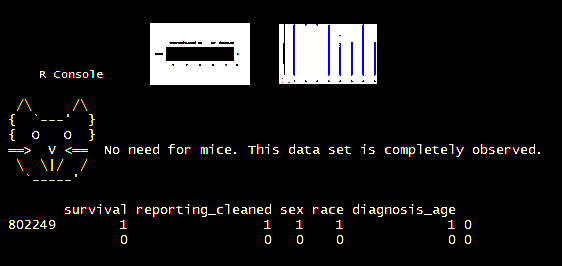 R Console
 /\     /\
{  `---'  }
{  O   O  }
==>  V <==  No need for mice. This data set is completely observed.
 \  \|/  /
  `-----'
survival reporting_cleaned sex race diagnosis_age
802249 1 1 1 1 1 0
0 0 0 0 0 0